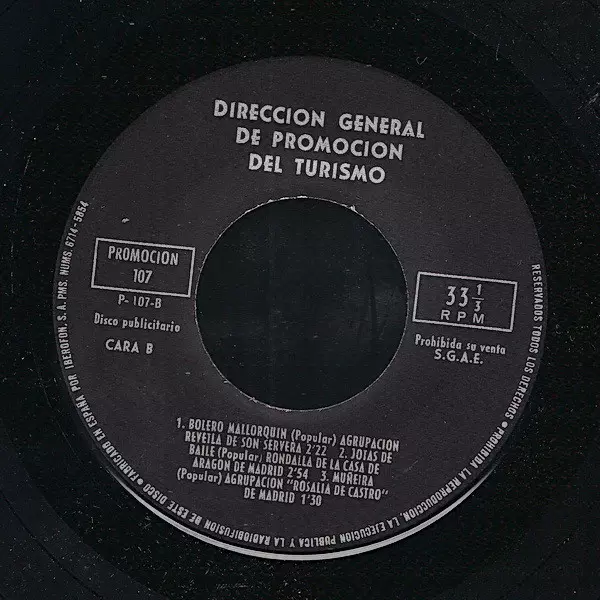 DIRECCION GENERAL
DE PROMOCION
DEL TURISMO
PROMOCION
107
P-107-B
Disco publicitario
CARA B
33 1/3
RPM
Prohibida su venta
S.G.A.E.
1. BOLERO MALLORQUIN (Popular) AGRUPACION
REVETLA DE SON SERVERA 2'22 2. JOTAS DE
BAILE (Popular) RONDALLA DE LA CASA DE
ARAGON DE MADRID 2'54 3. MUÑEIRA
(Popular) AGRUPACION "ROSALIA DE CASTRO"
DE MADRID 1'30
RESERVADOS TODOS LOS DERECHOS • PROHIBIDA LA REPRODUCCION, LA EJECUCION PUBLICA Y LA RADIODIFUSION DE ESTE DISCO • FABRICADO EN ESPAÑA POR IBEROFON, S. A. PMS. NUMS. 6714-5854